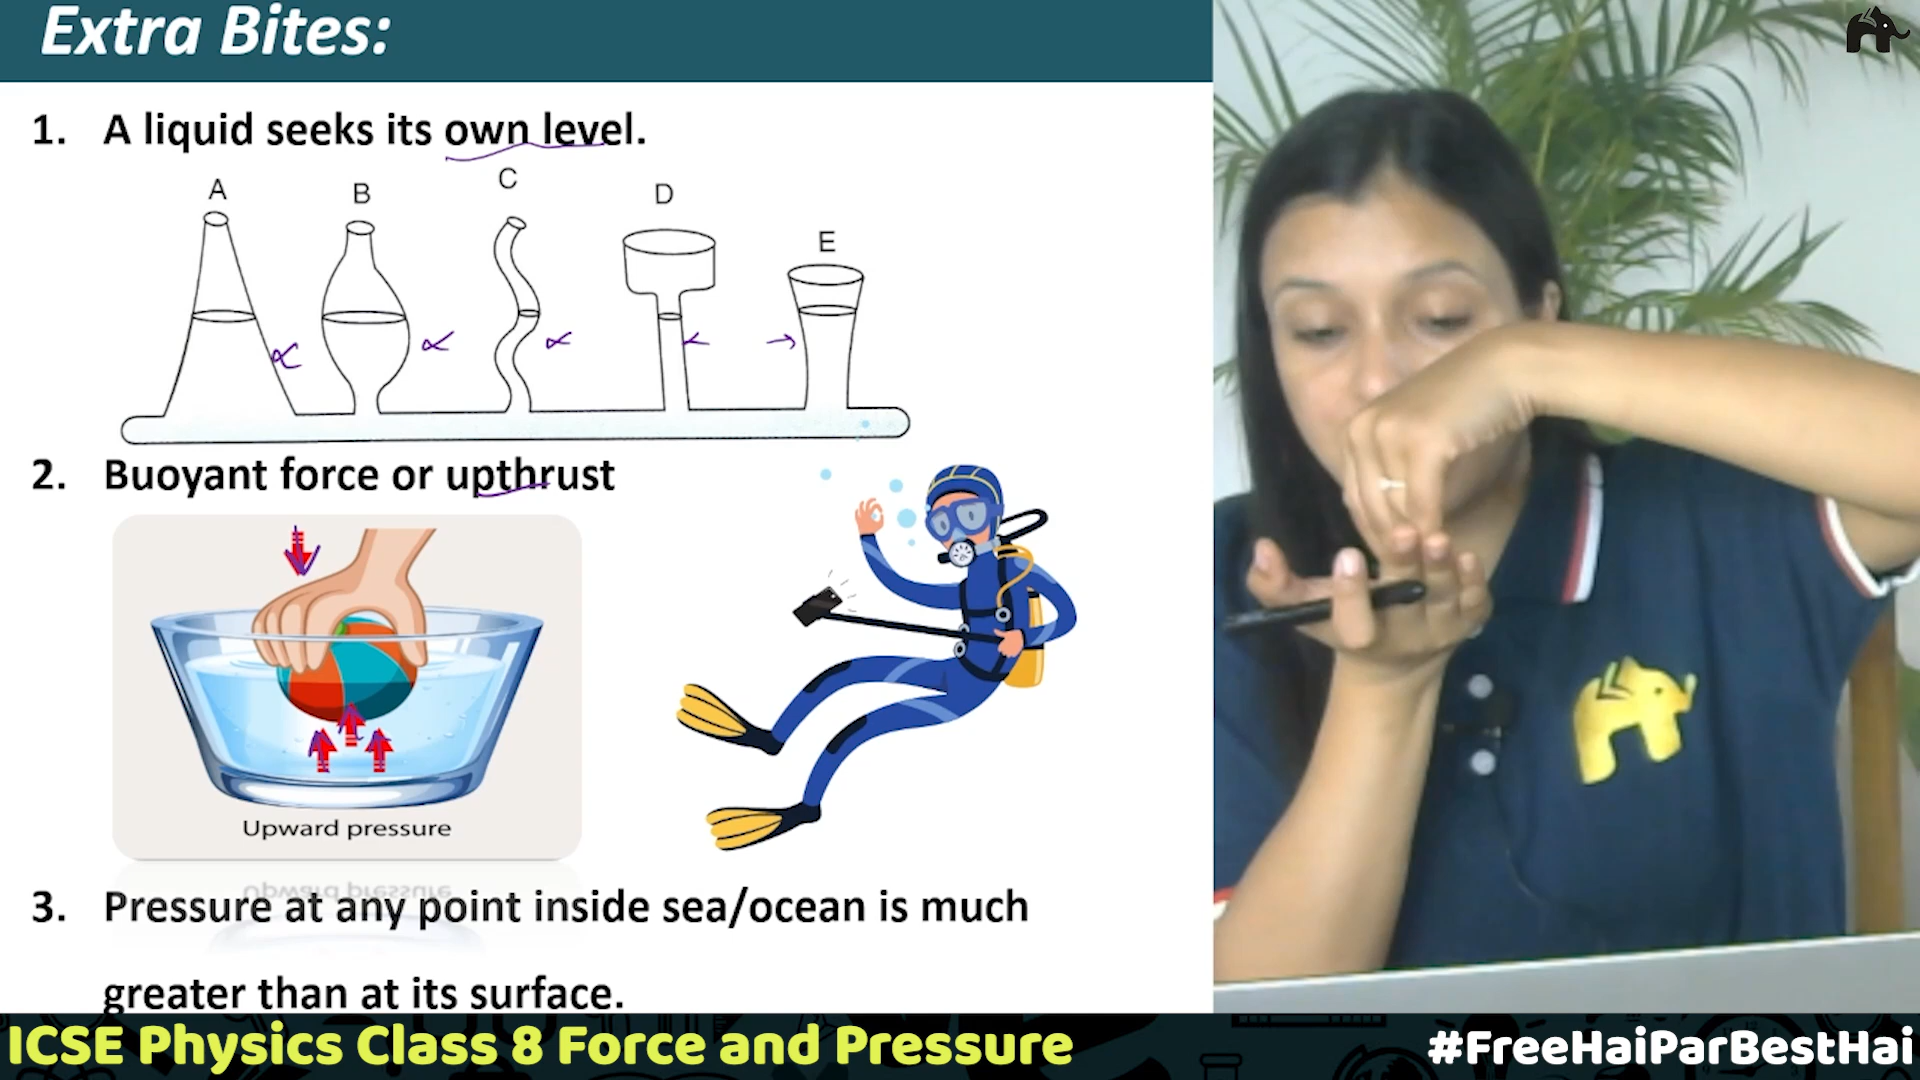 Extra Bites:
1. A liquid seeks its own level.
A B C D E
2. Buoyant force or upthrust
Upward pressure
3. Pressure at any point inside sea/ocean is much
greater than at its surface.
ICSE Physics Class 8 Force and Pressure
#FreeHaiParBestHai